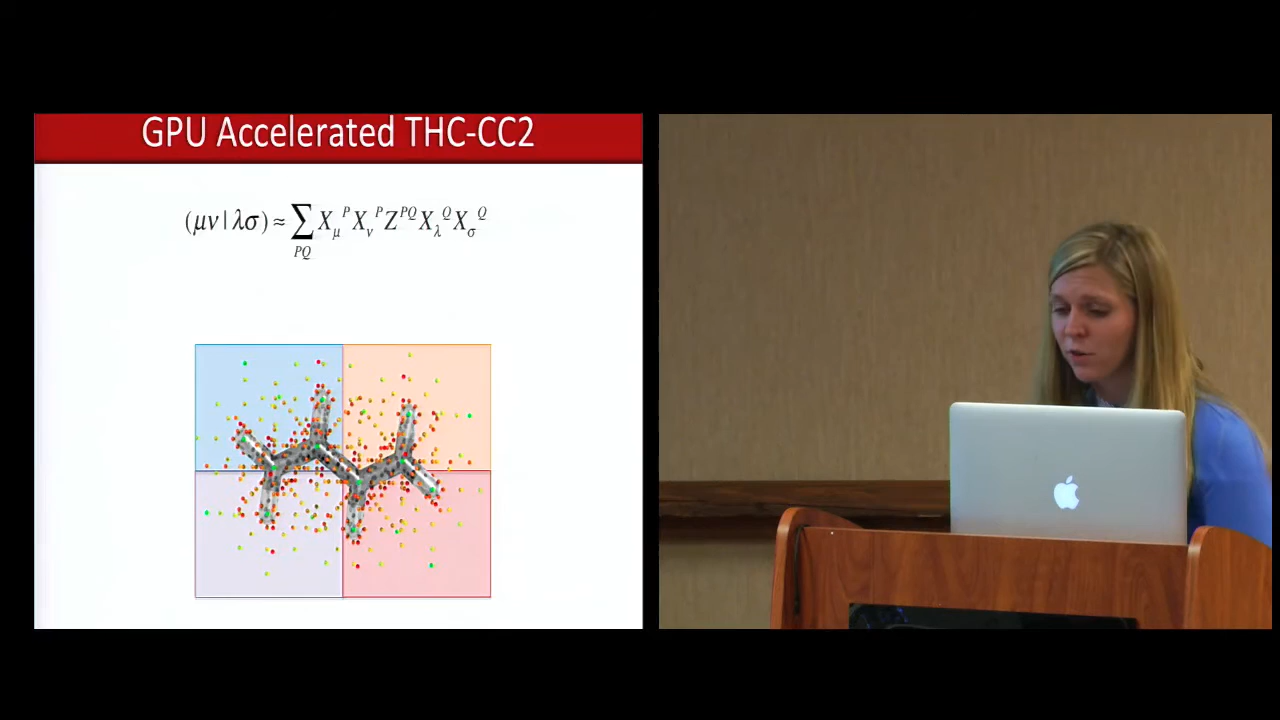 GPU Accelerated THC-CC2
(μν | λσ) ≈ ∑_{PQ} X_μ^P X_ν^P Z^{PQ} X_λ^Q X_σ^Q